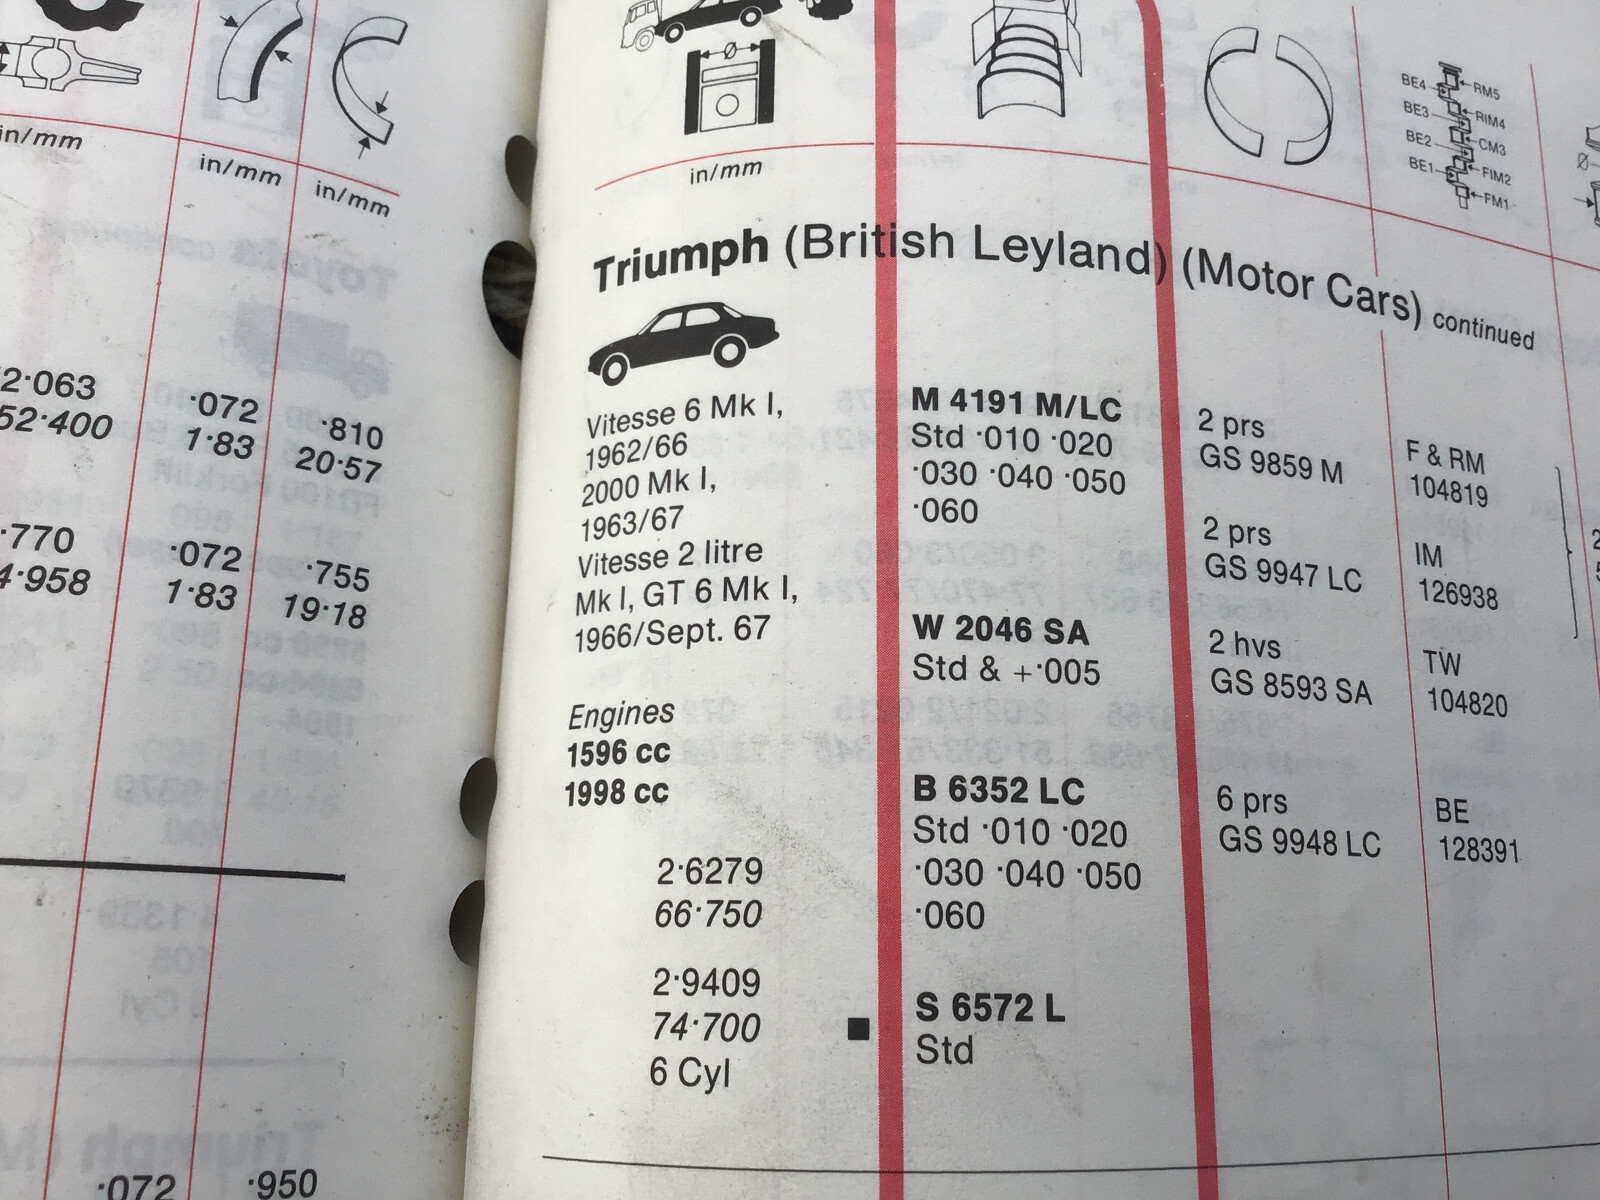 in/mm
in/mm
in/mm
2·063
52·400
·072
1·83
·810
20·57
·770
4·958
·072
1·83
·755
19·18
·072
·950
Ø
in/mm
BE4
BE3
BE2
BE1
RM5
RIM4
CM3
FIM2
FM1
Ø
Triumph (British Leyland) (Motor Cars) continued
Vitesse 6 Mk I,
1962/66
2000 Mk I,
1963/67
Vitesse 2 litre
Mk I, GT 6 Mk I,
1966/Sept. 67
Engines
1596 cc
1998 cc
2·6279
66·750
2·9409
74·700
6 Cyl
M 4191 M/LC
Std ·010 ·020
·030 ·040 ·050
·060
W 2046 SA
Std & +·005
B 6352 LC
Std ·010 ·020
·030 ·040 ·050
·060
■ S 6572 L
Std
2 prs
GS 9859 M
2 prs
GS 9947 LC
2 hvs
GS 8593 SA
6 prs
GS 9948 LC
F & RM
104819
IM
126938
TW
104820
BE
128391